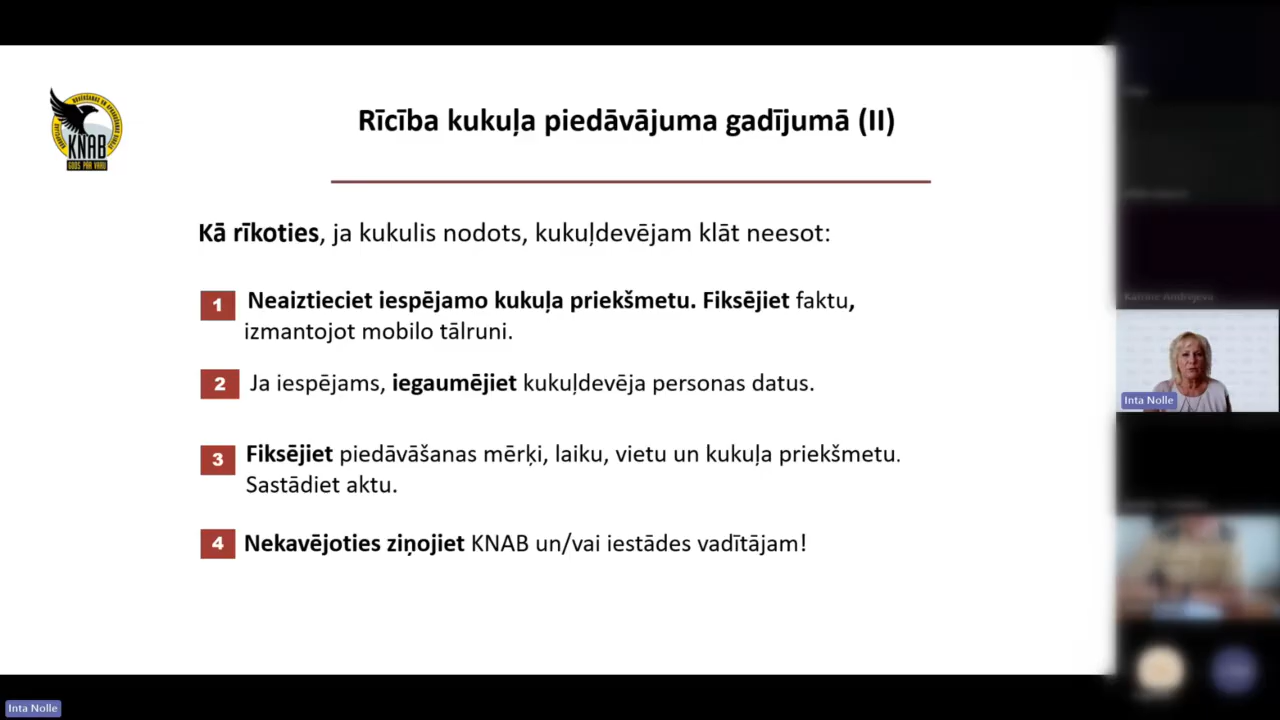 KNAB
GODS PĀR VARU
Rīcība kukuļa piedāvājuma gadījumā (II)
Kā rīkoties, ja kukulis nodots, kukuļdevējam klāt neesot:
1 Neaiztieciet iespējamo kukuļa priekšmetu. Fiksējiet faktu,
izmantojot mobilo tālruni.
2 Ja iespējams, iegaumējiet kukuļdevēja personas datus.
3 Fiksējiet piedāvāšanas mērķi, laiku, vietu un kukuļa priekšmetu.
Sastādiet aktu.
4 Nekavējoties ziņojiet KNAB un/vai iestādes vadītājam!
Inta Nolle
Inta Nolle